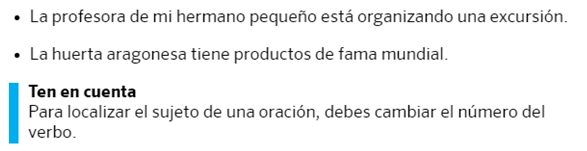 • La profesora de mi hermano pequeño está organizando una excursión.
• La huerta aragonesa tiene productos de fama mundial.
Ten en cuenta
Para localizar el sujeto de una oración, debes cambiar el número del
verbo.